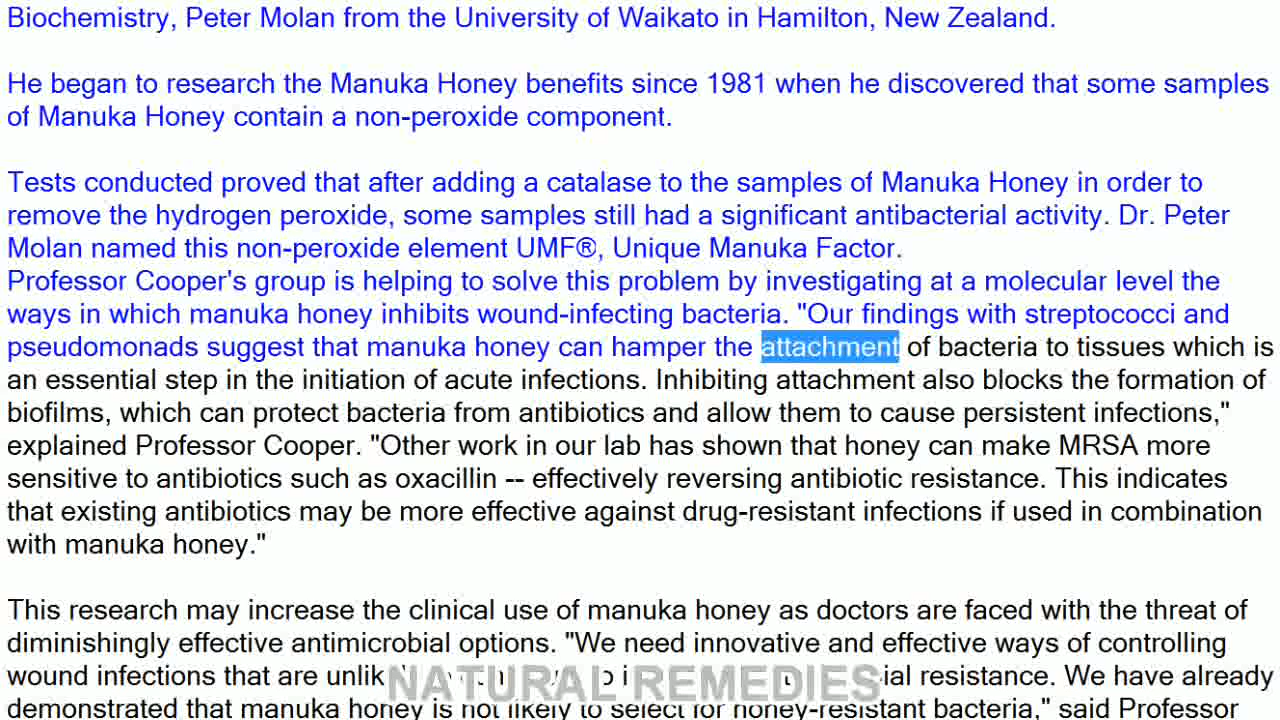 Biochemistry, Peter Molan from the University of Waikato in Hamilton, New Zealand.
He began to research the Manuka Honey benefits since 1981 when he discovered that some samples
of Manuka Honey contain a non-peroxide component.
Tests conducted proved that after adding a catalase to the samples of Manuka Honey in order to
remove the hydrogen peroxide, some samples still had a significant antibacterial activity. Dr. Peter
Molan named this non-peroxide element UMF®, Unique Manuka Factor.
Professor Cooper's group is helping to solve this problem by investigating at a molecular level the
ways in which manuka honey inhibits wound-infecting bacteria. "Our findings with streptococci and
pseudomonads suggest that manuka honey can hamper the attachment of bacteria to tissues which is
an essential step in the initiation of acute infections. Inhibiting attachment also blocks the formation of
biofilms, which can protect bacteria from antibiotics and allow them to cause persistent infections,"
explained Professor Cooper. "Other work in our lab has shown that honey can make MRSA more
sensitive to antibiotics such as oxacillin -- effectively reversing antibiotic resistance. This indicates
that existing antibiotics may be more effective against drug-resistant infections if used in combination
with manuka honey."
This research may increase the clinical use of manuka honey as doctors are faced with the threat of
diminishingly effective antimicrobial options. "We need innovative and effective ways of controlling
wound infections that are resistance. We have already
NATURAL REMEDIES
demonstrated that manuka honey is not likely to select for honey-resistant bacteria," said Professor